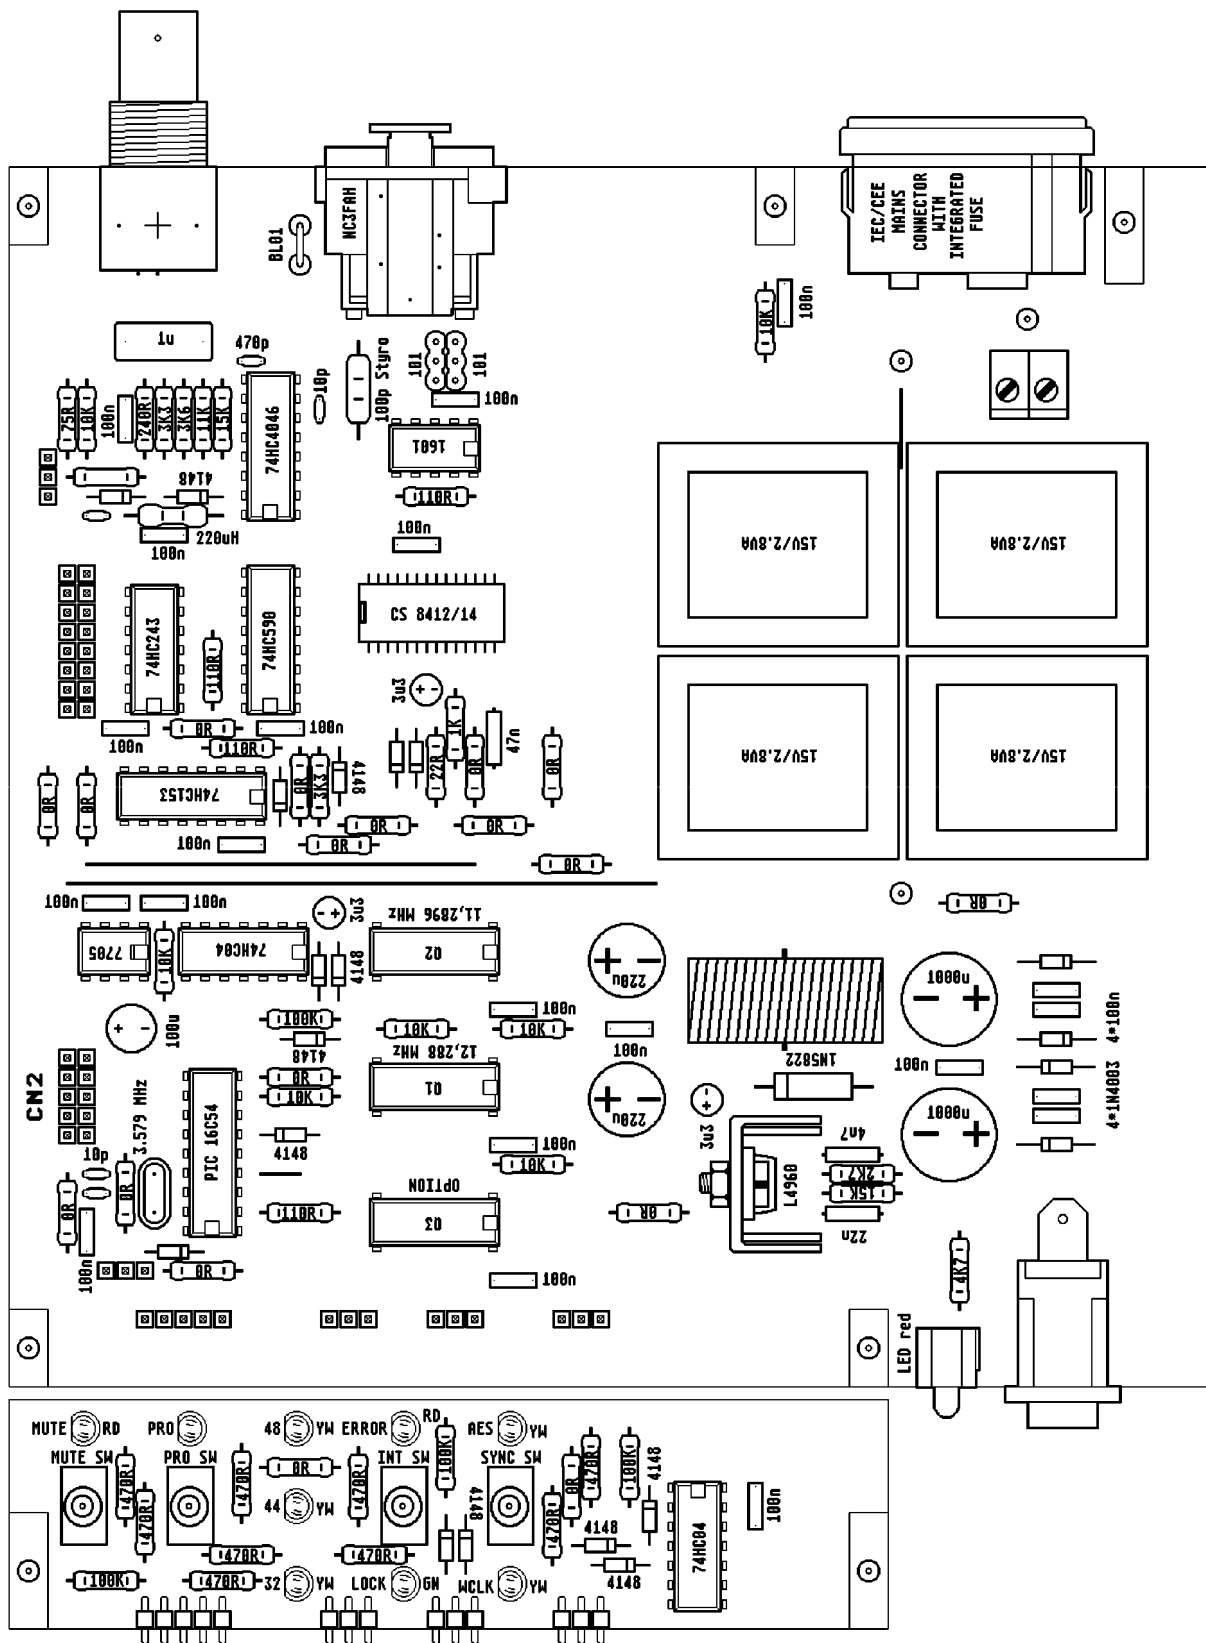 BL01
NC3FAH
IEC/CEE
MAINS
CONNECTOR
WITH
INTEGRATED
FUSE
10K
100n
1n
470p
10p
100p Styro
101
101
100n
75R
10K
100n
240R
3K3
3K6
11K
15K
74HC4046
1601
110R
4148
220uH
100n
100n
15V/2.8VA
15V/2.8VA
CS 8412/14
74HC243
110R
74HC590
3u3
1K
47n
100n
0R
100n
110R
22R
0R
0R
15V/2.8VA
15V/2.8VA
0R
0R
74HC153
0R
3K3
4148
100n
0R
0R
0R
0R
100n
100n
3u3
11,2896 MHz
0R
7705
10K
74HC04
4148
Q2
220u
1000u
100u
100K
10K
100n
10K
100n
4*100n
4148
12,288 MHz
1N5822
100n
CN2
3.579 MHz
PIC 16C54
0R
10K
Q1
220u
3u3
1000u
4*1N4003
4148
100n
10K
4n7
2K7
15K
22n
L4960
10p
0R
0R
110R
OPTION
Q3
0R
100n
0R
100n
4K7
LED red
MUTE
RD
PRO
48
YW
ERROR
RD
AES
YW
MUTE SW
PRO SW
INT SW
SYNC SW
470R
470R
470R
0R
470R
100K
4148
0R
470R
100K
4148
44
YW
470R
4148
4148
74HC04
100n
470R
470R
100K
470R
32
YW
LOCK
GN
WCLK
YW